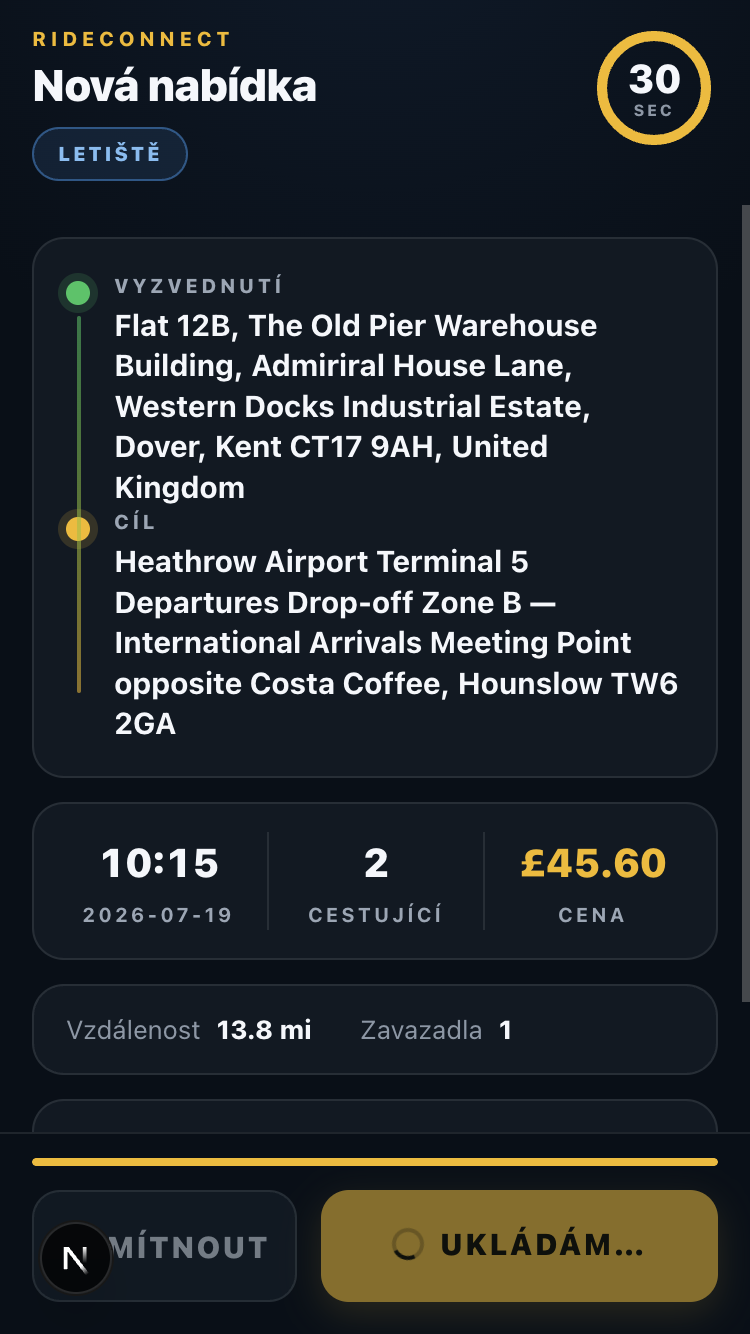 RIDECONNECT
Nová nabídka
30
SEC
LETIŠTĚ
VYZVEDNUTÍ
Flat 12B, The Old Pier Warehouse
Building, Admiriral House Lane,
Western Docks Industrial Estate,
Dover, Kent CT17 9AH, United
Kingdom
CÍL
Heathrow Airport Terminal 5
Departures Drop-off Zone B —
International Arrivals Meeting Point
opposite Costa Coffee, Hounslow TW6
2GA
10:15 2 £45.60
2026-07-19 CESTUJÍCÍ CENA
Vzdálenost 13.8 mi Zavazadla 1
N MÍTNOUT UKLÁDÁM…